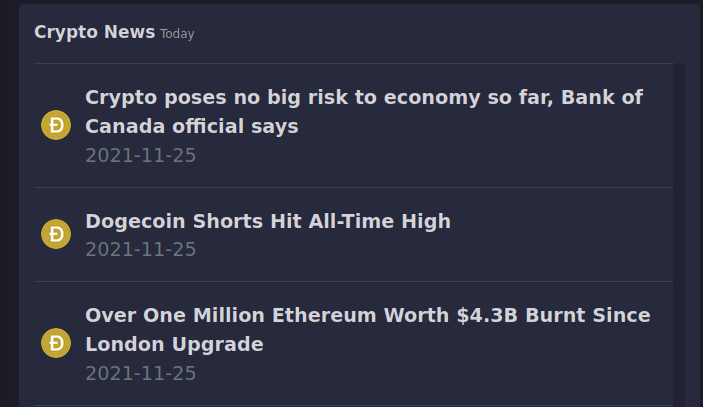 Crypto News Today
Crypto poses no big risk to economy so far, Bank of
Canada official says
2021-11-25
Dogecoin Shorts Hit All-Time High
2021-11-25
Over One Million Ethereum Worth $4.3B Burnt Since
London Upgrade
2021-11-25